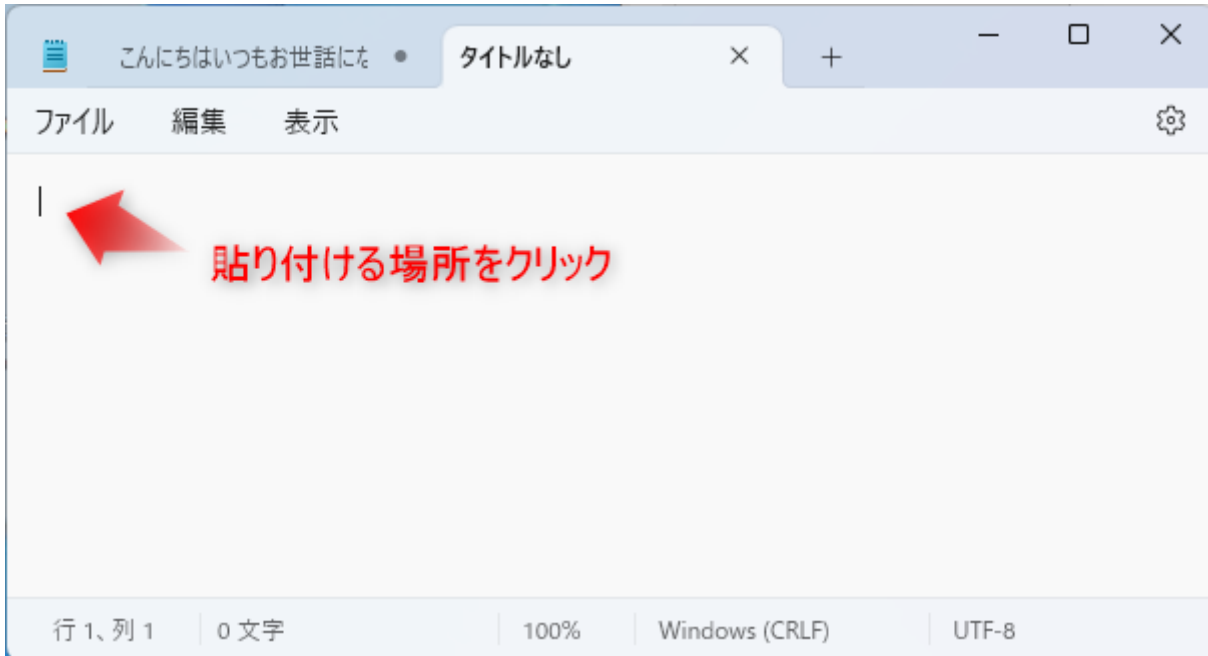 こんにちはいつもお世話にな
タイトルなし
ファイル 編集 表示
貼り付ける場所をクリック
行 1、列 1 0 文字 100% Windows (CRLF) UTF-8